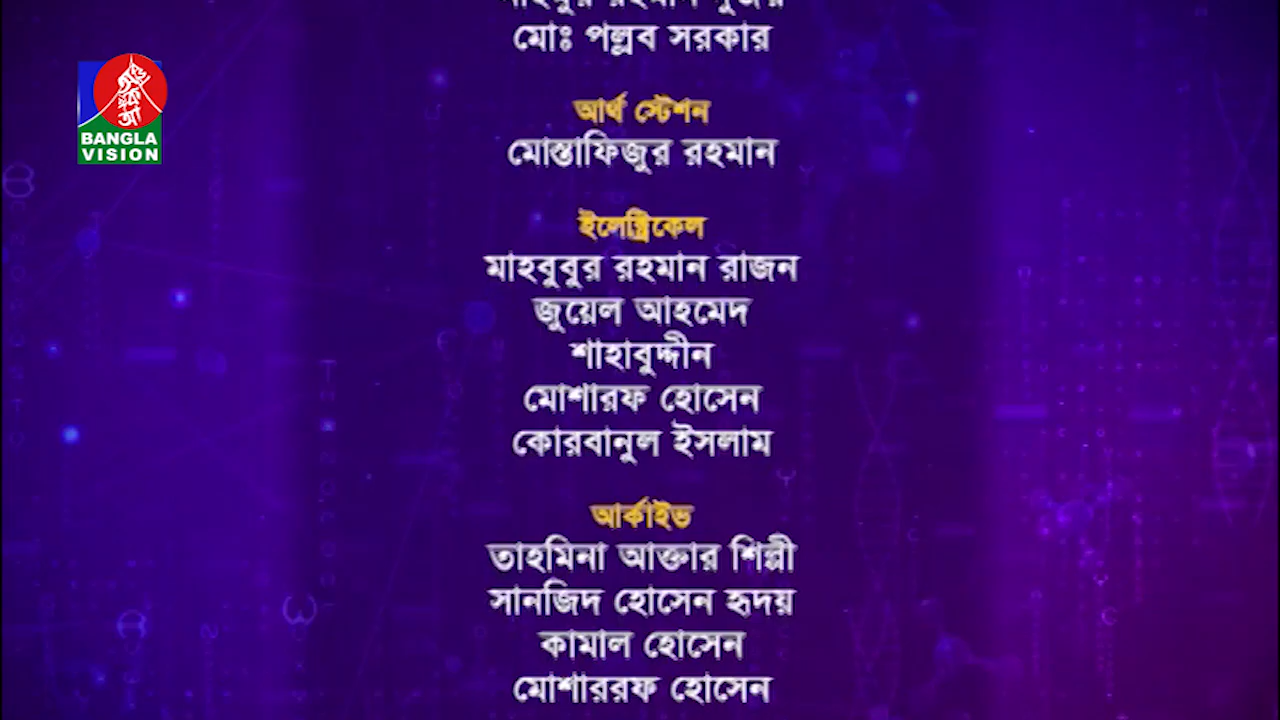 মোঃ পল্লব সরকার
BANGLA
VISION
আর্থ স্টেশন
মোস্তাফিজুর রহমান
ইলেক্ট্রিকেল
মাহবুবুর রহমান রাজন
জুয়েল আহমেদ
শাহাবুদ্দীন
মোশারফ হোসেন
কোরবানুল ইসলাম
আর্কাইভ
তাহমিনা আক্তার শিল্পী
সানজিদ হোসেন হৃদয়
কামাল হোসেন
মোশাররফ হোসেন